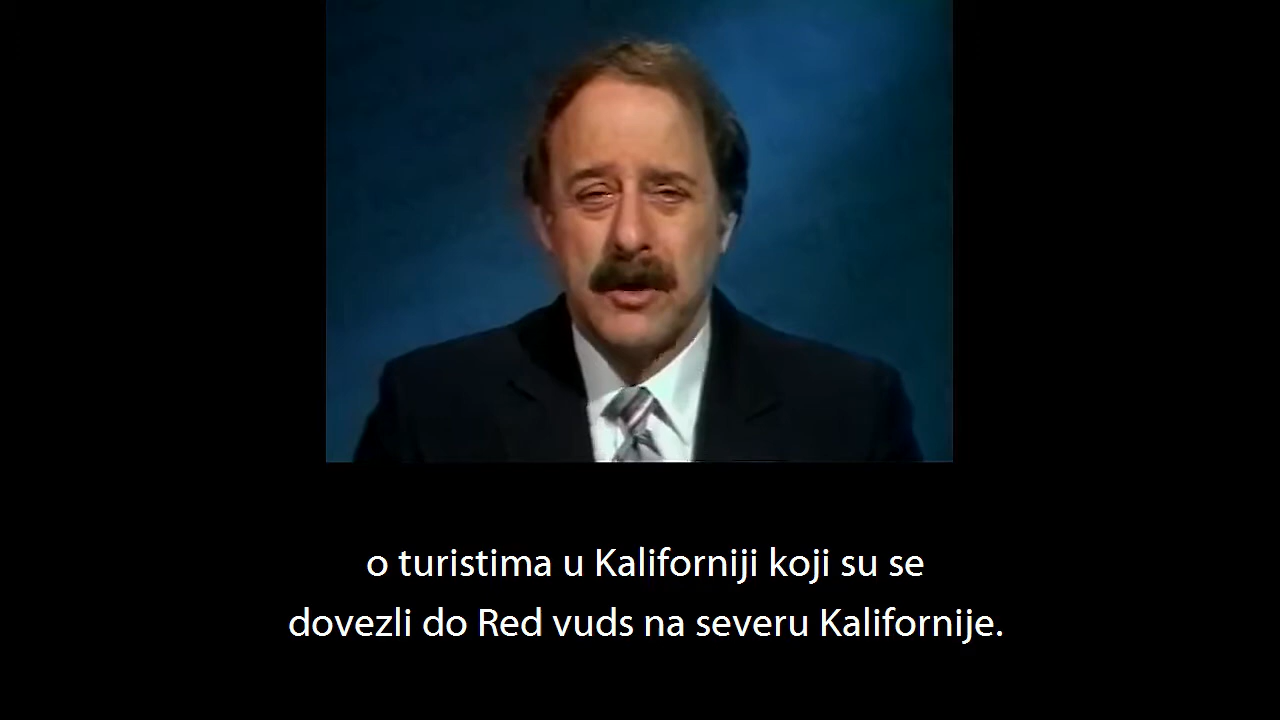 o turistima u Kaliforniji koji su se
dovezli do Red vuds na severu Kalifornije.